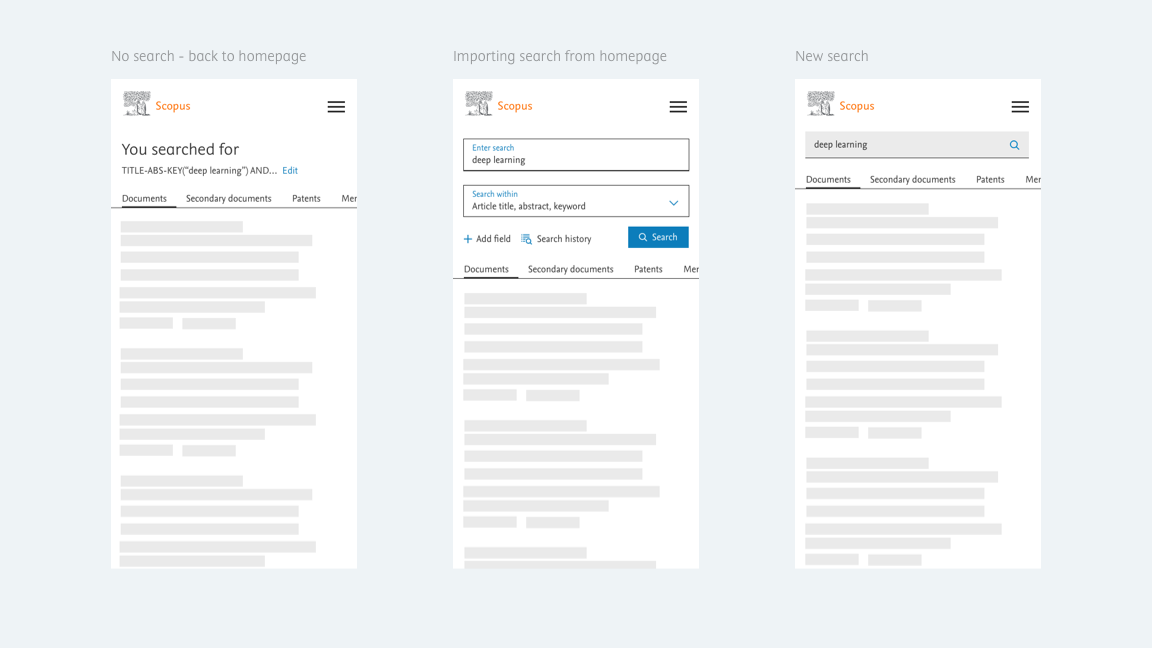 No search - back to homepage
Scopus
You searched for
TITLE-ABS-KEY(“deep learning”) AND... Edit
Documents Secondary documents Patents Mer
Importing search from homepage
Scopus
Enter search
deep learning
Search within
Article title, abstract, keyword
Add field Search history Search
Documents Secondary documents Patents Mer
New search
Scopus
deep learning
Documents Secondary documents Patents Mer